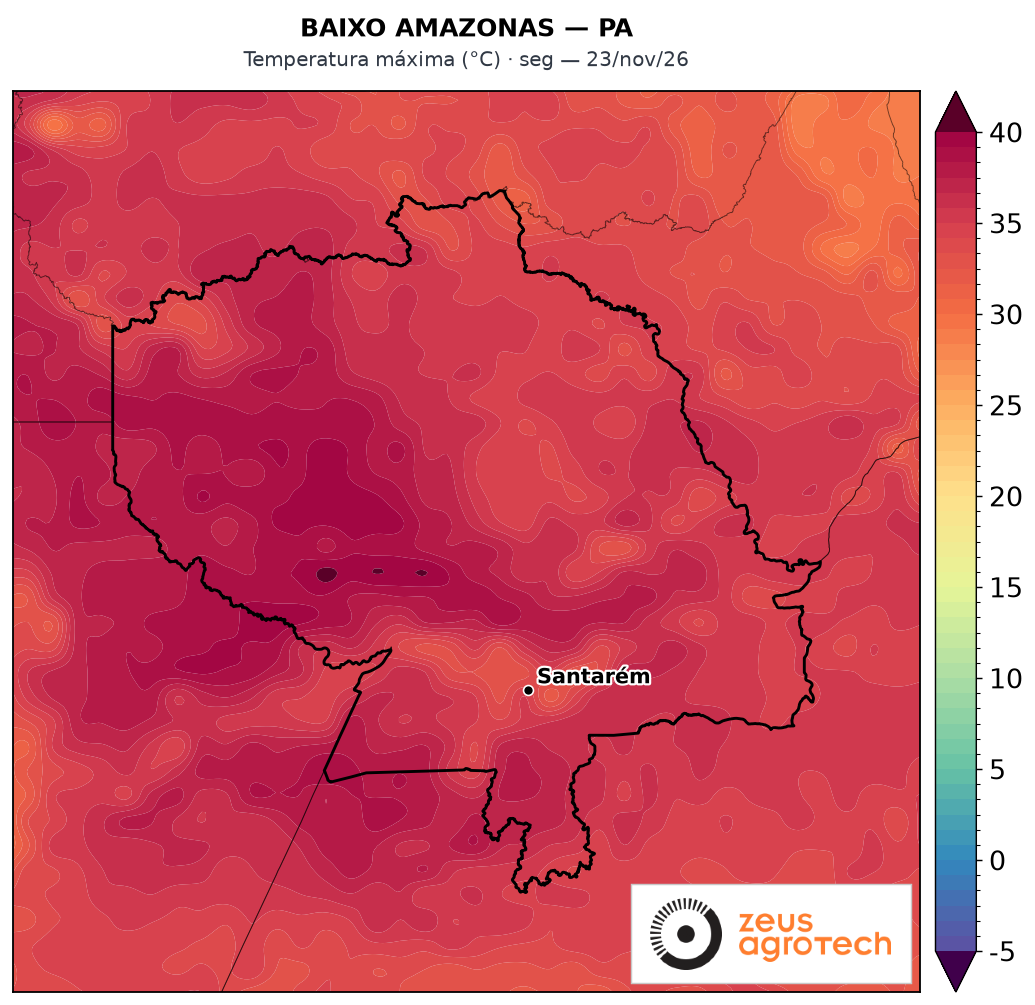 BAIXO AMAZONAS — PA
Temperatura máxima (°C) · seg — 23/nov/26
40
35
30
25
20
15
10
5
0
-5
Santarém
zeus
agrotech